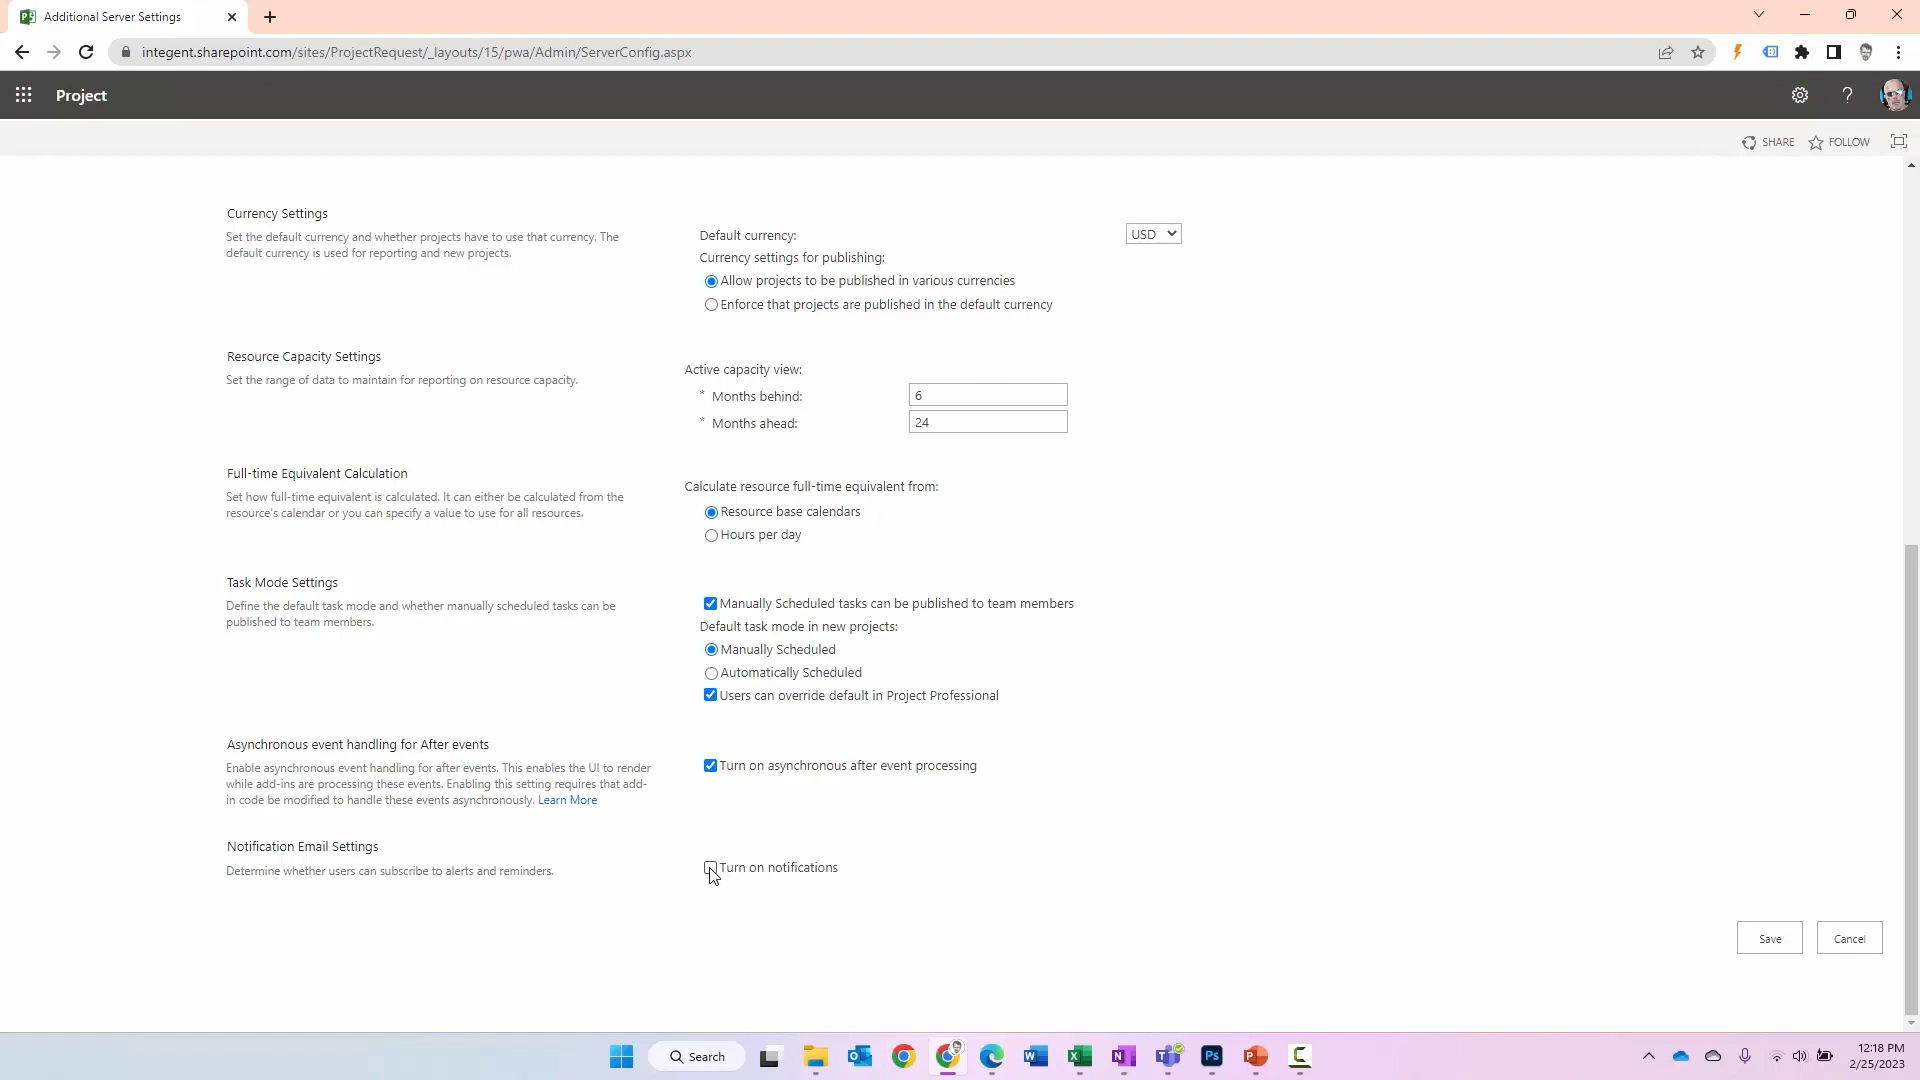 Additional Server Settings
integent.sharepoint.com/sites/ProjectRequest/_layouts/15/pwa/Admin/ServerConfig.aspx
Project
SHARE
FOLLOW
Currency Settings
Set the default currency and whether projects have to use that currency. The
default currency is used for reporting and new projects.
Default currency:
USD
Currency settings for publishing:
Allow projects to be published in various currencies
Enforce that projects are published in the default currency
Resource Capacity Settings
Set the range of data to maintain for reporting on resource capacity.
Active capacity view:
* Months behind:
6
* Months ahead:
24
Full-time Equivalent Calculation
Set how full-time equivalent is calculated. It can either be calculated from the
resource's calendar or you can specify a value to use for all resources.
Calculate resource full-time equivalent from:
Resource base calendars
Hours per day
Task Mode Settings
Define the default task mode and whether manually scheduled tasks can be
published to team members.
Manually Scheduled tasks can be published to team members
Default task mode in new projects:
Manually Scheduled
Automatically Scheduled
Users can override default in Project Professional
Asynchronous event handling for After events
Enable asynchronous event handling for after events. This enables the UI to render
while add-ins are processing these events. Enabling this setting requires that add-
in code be modified to handle these events asynchronously. Learn More
Turn on asynchronous after event processing
Notification Email Settings
Determine whether users can subscribe to alerts and reminders.
Turn on notifications
Save
Cancel
Search
12:18 PM
2/25/2023